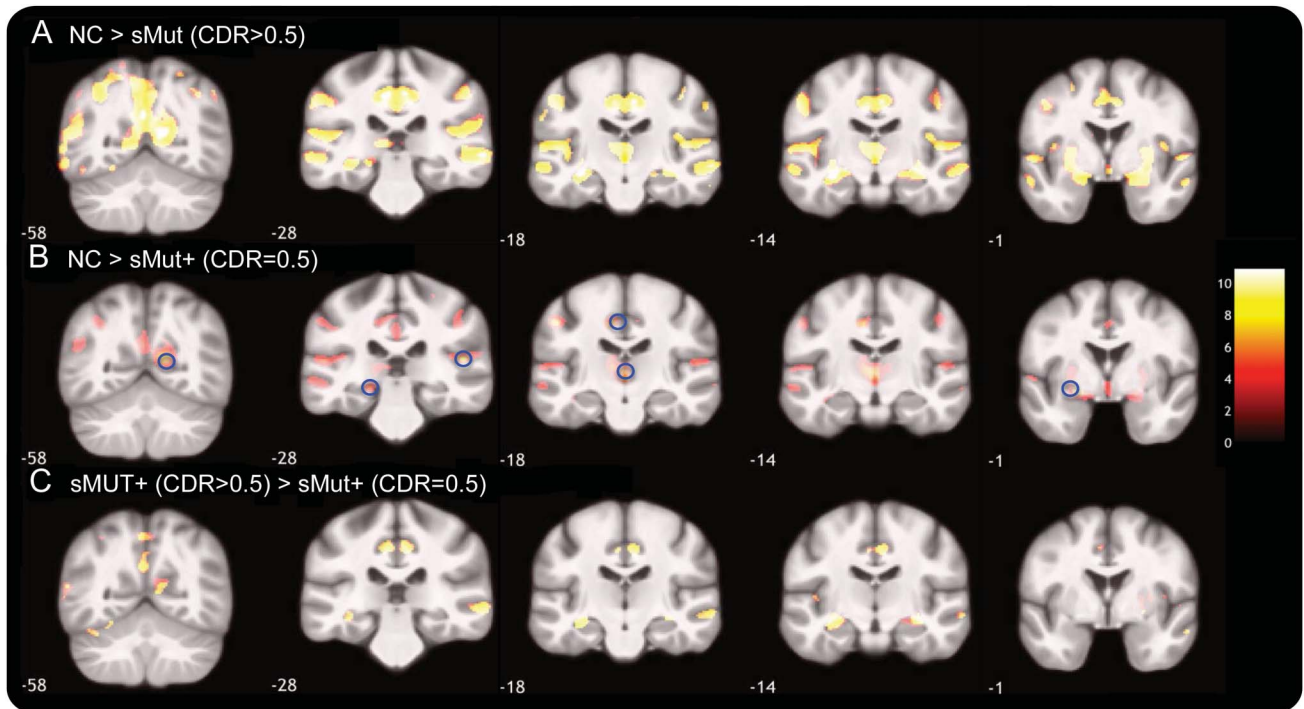 A NC > sMut (CDR>0.5)
-58 -28 -18 -14 -1
B NC > sMut+ (CDR=0.5)
10
8
6
4
2
0
-58 -28 -18 -14 -1
C sMUT+ (CDR>0.5) > sMut+ (CDR=0.5)
-58 -28 -18 -14 -1